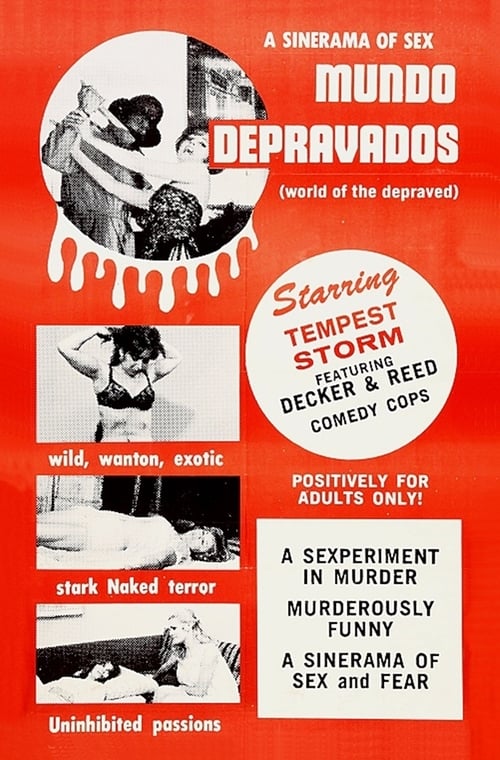 A SINERAMA OF SEX
MUNDO
DEPRAVADOS
(world of the depraved)
Starring
TEMPEST
STORM
FEATURING
DECKER & REED
COMEDY COPS
wild, wanton, exotic
POSITIVELY FOR
ADULTS ONLY!
stark Naked terror
A SEXPERIMENT
IN MURDER
MURDEROUSLY
FUNNY
A SINERAMA OF
SEX and FEAR
Uninhibited passions